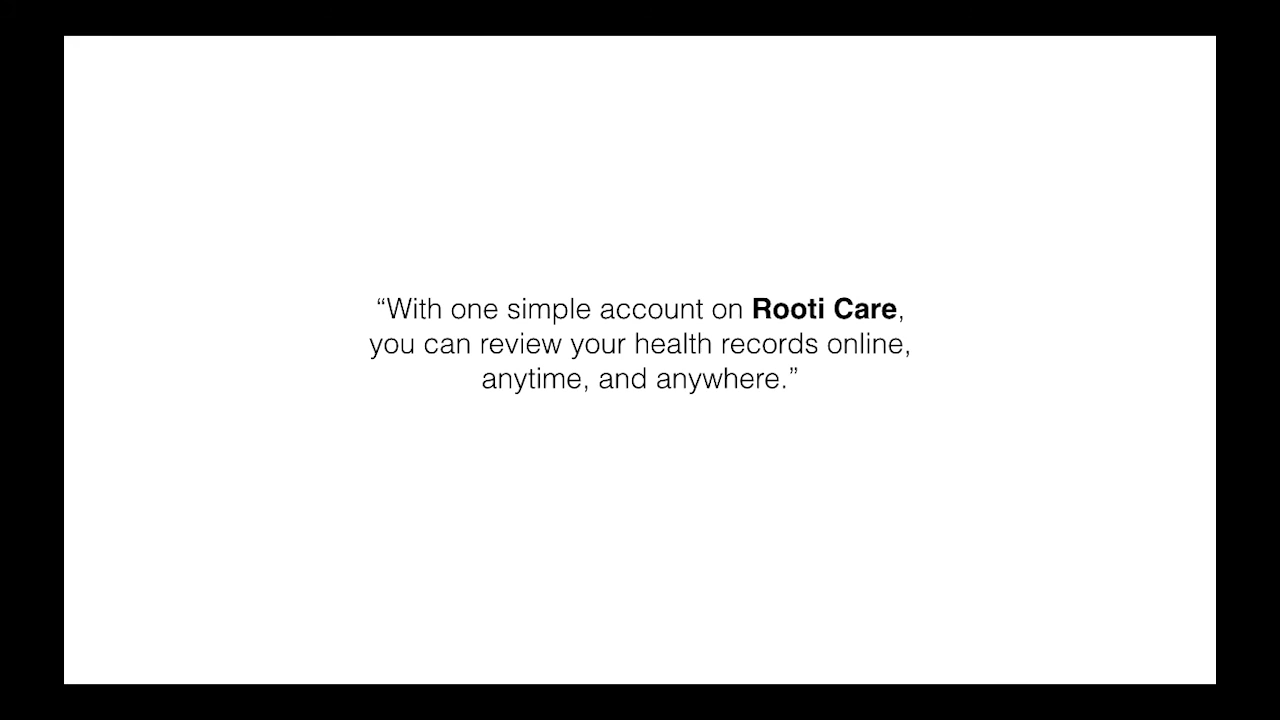 “With one simple account on Rooti Care,
you can review your health records online,
anytime, and anywhere.”